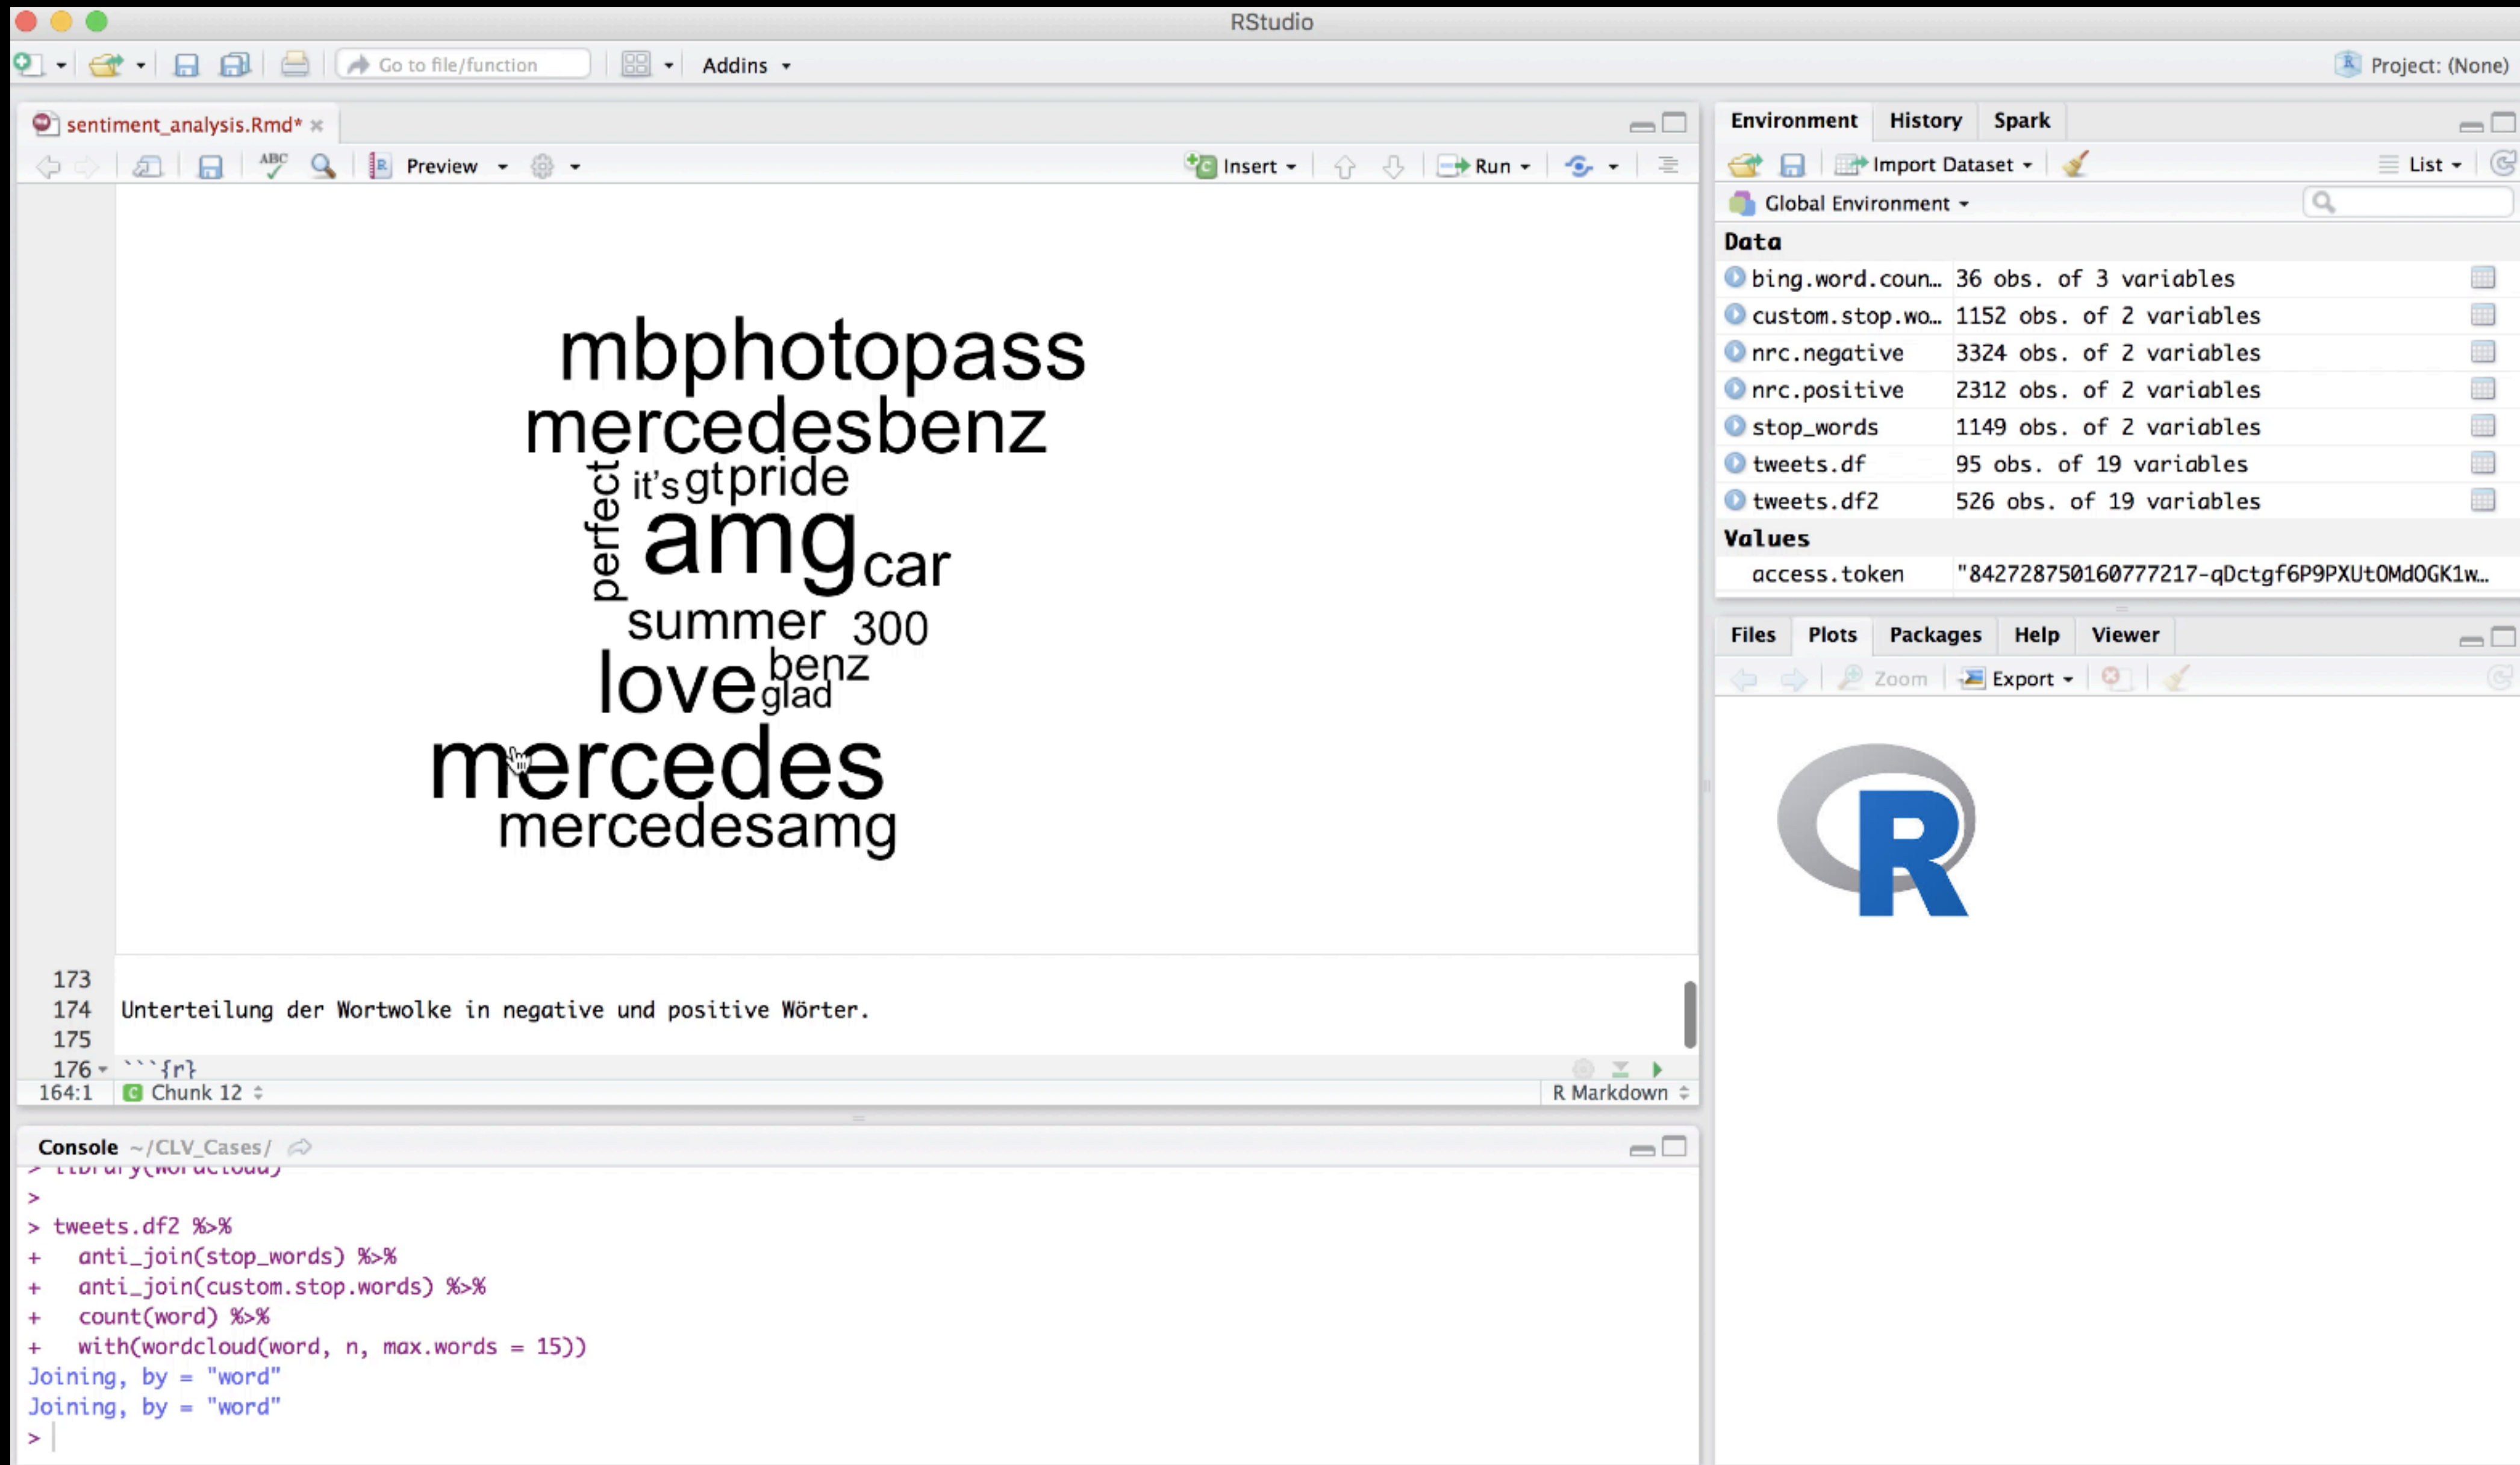 RStudio
Go to file/function
Addins
Project: (None)
sentiment_analysis.Rmd*
ABC
Preview
Insert
Run
mbphotopass
mercedesbenz
perfect
it's gt pride
amg car
summer 300
love benz
glad
mercedes
mercedesamg
173
174 Unterteilung der Wortwolke in negative und positive Wörter.
175
176 ```{r}
164:1 C Chunk 12
R Markdown
Console ~/CLV_Cases/
> library(wordcloud)
>
> tweets.df2 %>%
+ anti_join(stop_words) %>%
+ anti_join(custom.stop.words) %>%
+ count(word) %>%
+ with(wordcloud(word, n, max.words = 15))
Joining, by = "word"
Joining, by = "word"
>
Environment History Spark
Import Dataset
List
Global Environment
Data
bing.word.coun… 36 obs. of 3 variables
custom.stop.wo… 1152 obs. of 2 variables
nrc.negative 3324 obs. of 2 variables
nrc.positive 2312 obs. of 2 variables
stop_words 1149 obs. of 2 variables
tweets.df 95 obs. of 19 variables
tweets.df2 526 obs. of 19 variables
Values
access.token "842728750160777217-qDctgf6P9PXUtOMdOGK1w…
Files Plots Packages Help Viewer
Zoom
Export
R